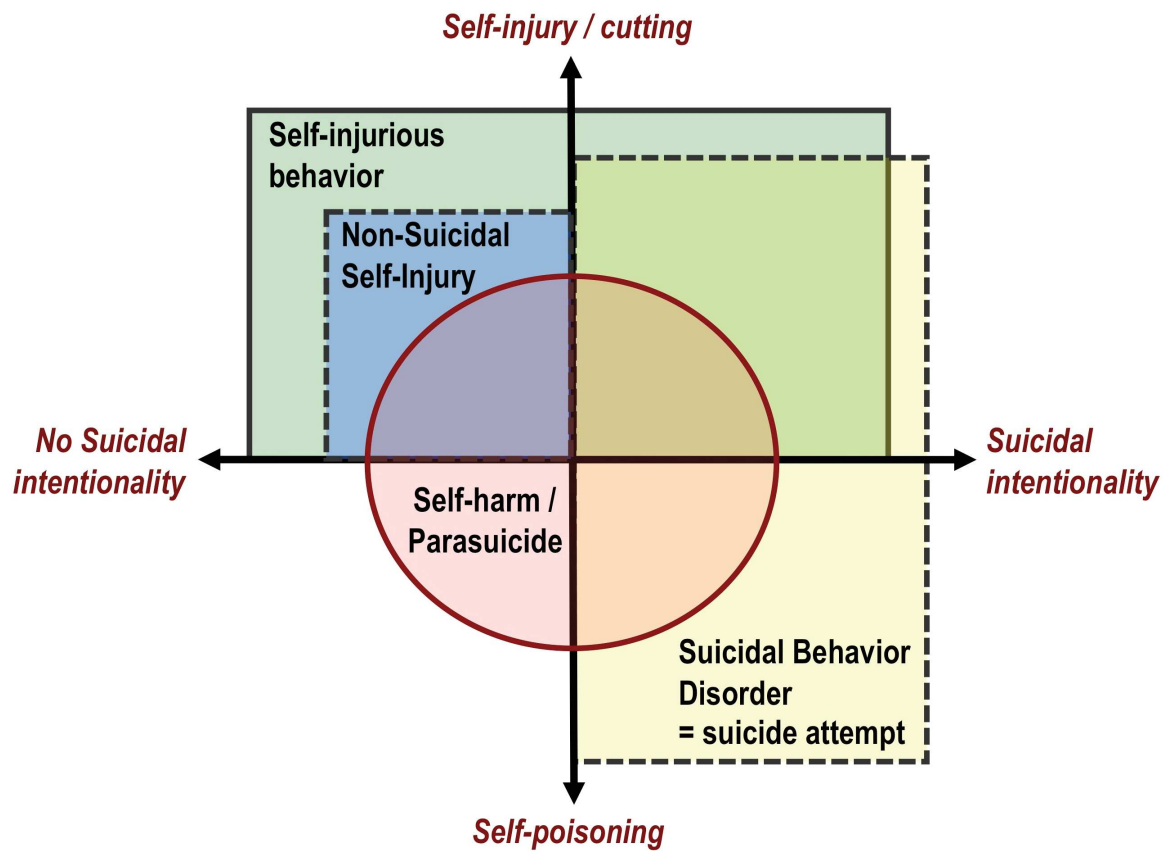 Self-injury / cutting
Self-injurious
behavior
Non-Suicidal
Self-Injury
No Suicidal
intentionality
Suicidal
intentionality
Self-harm /
Parasuicide
Suicidal Behavior
Disorder
= suicide attempt
Self-poisoning